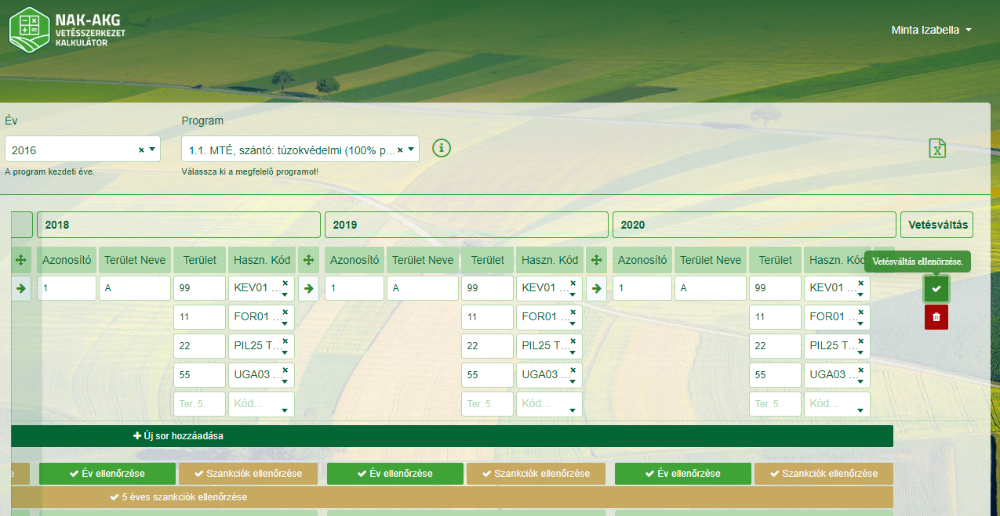 NAK-AKG
VETÉSSZERKEZET
KALKULÁTOR
Minta Izabella
Év
Program
2016
1.1. MTÉ, szántó: túzokvédelmi (100% p...
A program kezdeti éve.
Válassza ki a megfelelő programot!
2018
2019
2020
Vetésváltás
Azonosító Terület Neve Terület Haszn. Kód Azonosító Terület Neve Terület Haszn. Kód Azonosító Terület Neve Terület Haszn. Kód
Vetésváltás ellenőrzése.
1 A 99 KEV01 ... 1 A 99 KEV01 ... 1 A 99 KEV01 ...
11 FOR01 ... 11 FOR01 ... 11 FOR01 ...
22 PIL25 T... 22 PIL25 T... 22 PIL25 T...
55 UGA03 ... 55 UGA03 ... 55 UGA03 ...
Ter. 5. Kód... Ter. 5. Kód... Ter. 5. Kód...
Új sor hozzáadása
Év ellenőrzése Szankciók ellenőrzése Év ellenőrzése Szankciók ellenőrzése Év ellenőrzése Szankciók ellenőrzése
5 éves szankciók ellenőrzése